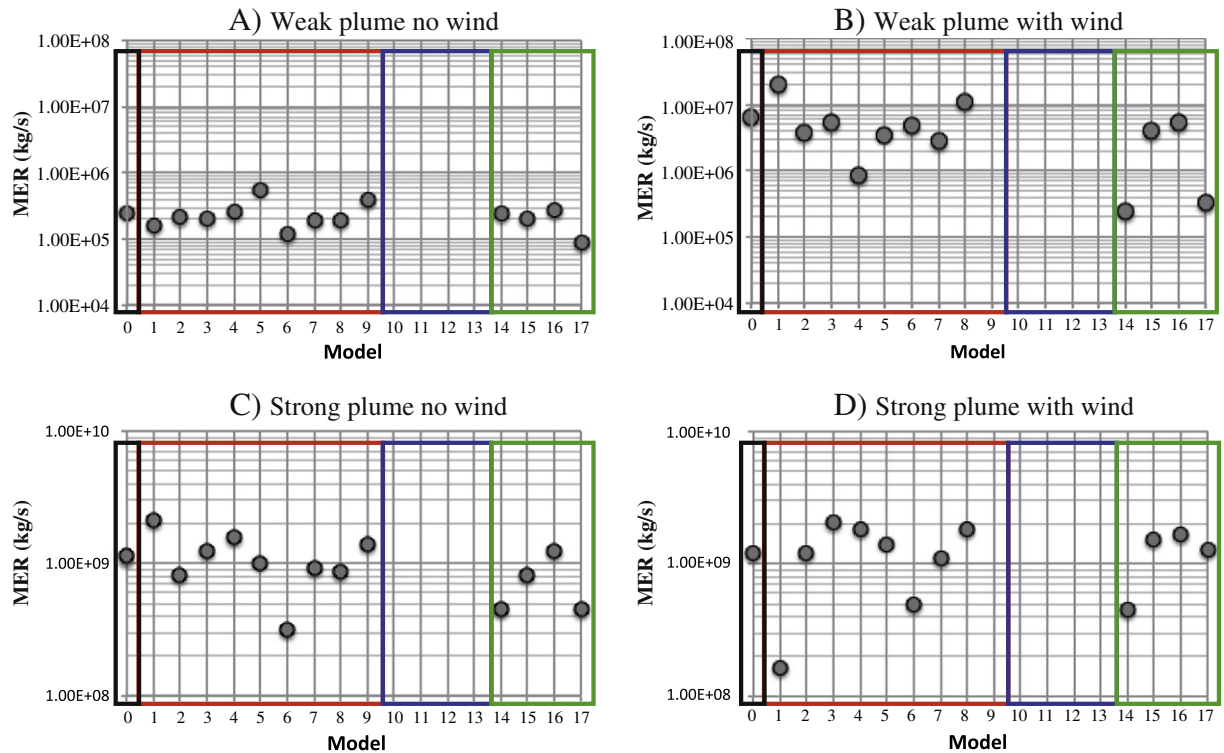 A) Weak plume no wind
1.00E+08
1.00E+07
1.00E+06
1.00E+05
1.00E+04
MER (kg/s)
0 1 2 3 4 5 6 7 8 9 10 11 12 13 14 15 16 17
Model
B) Weak plume with wind
1.00E+08
1.00E+07
1.00E+06
1.00E+05
1.00E+04
MER (kg/s)
0 1 2 3 4 5 6 7 8 9 10 11 12 13 14 15 16 17
Model
C) Strong plume no wind
1.00E+10
1.00E+09
1.00E+08
MER (kg/s)
0 1 2 3 4 5 6 7 8 9 10 11 12 13 14 15 16 17
Model
D) Strong plume with wind
1.00E+10
1.00E+09
1.00E+08
MER (kg/s)
0 1 2 3 4 5 6 7 8 9 10 11 12 13 14 15 16 17
Model